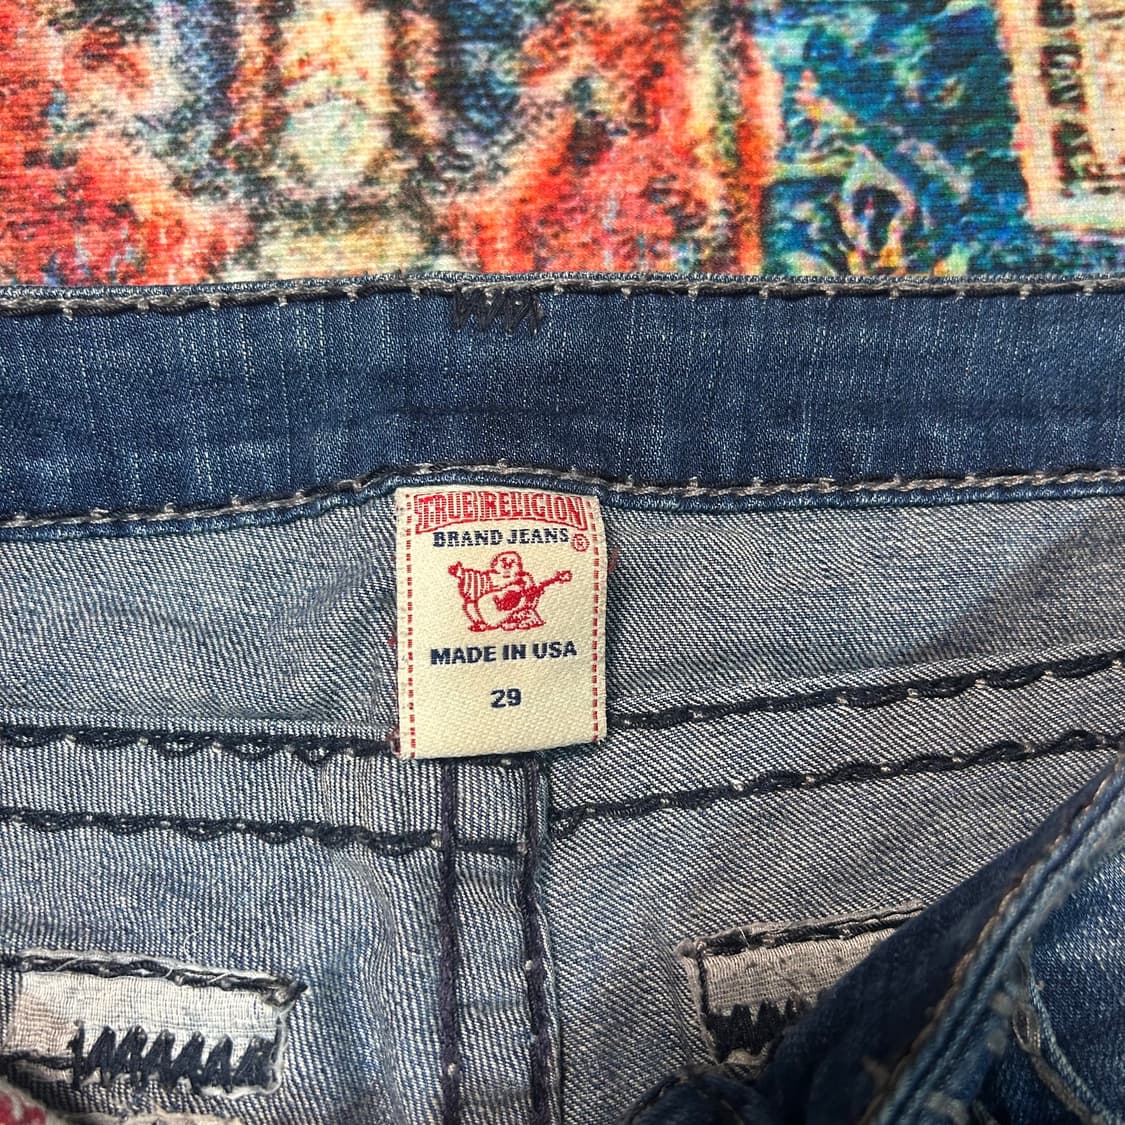 TRUE RELIGION
BRAND JEANS®
MADE IN USA
29